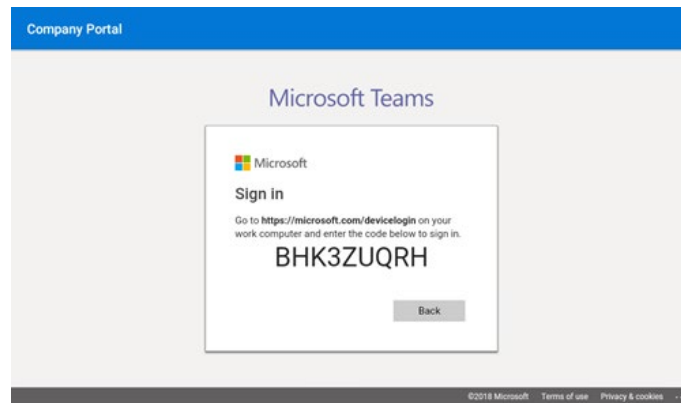 Company Portal
Microsoft Teams
Microsoft
Sign in
Go to https://microsoft.com/devicelogin on your
work computer and enter the code below to sign in.
BHK3ZUQRH
Back
©2018 Microsoft Terms of use Privacy & cookies